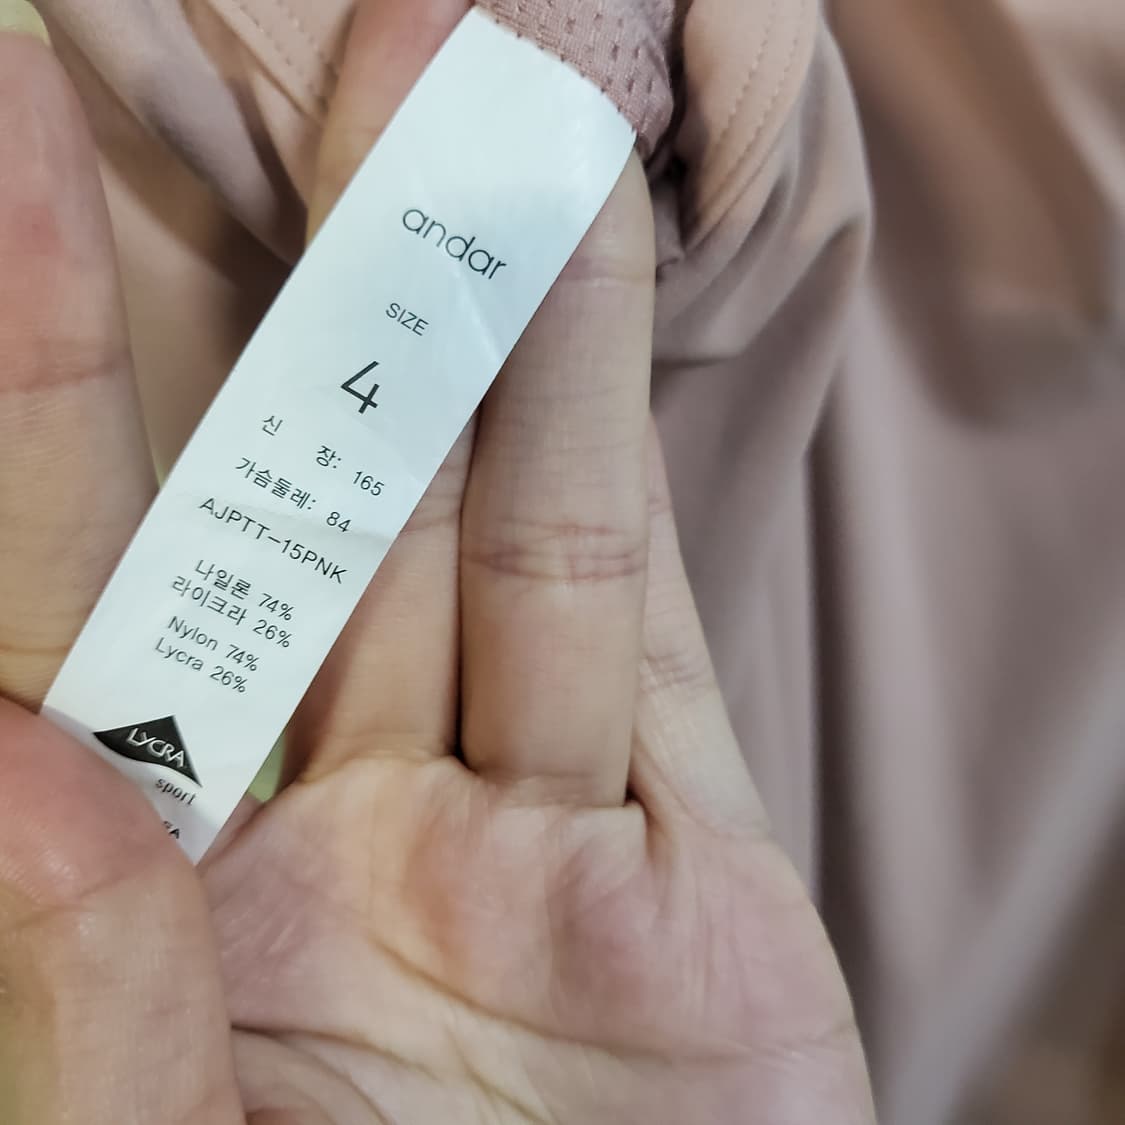 andar
SIZE
4
신 장: 165
가슴둘레: 84
AJPTT-15PNK
나일론 74%
라이크라 26%
Nylon 74%
Lycra 26%
LYCRA
sport